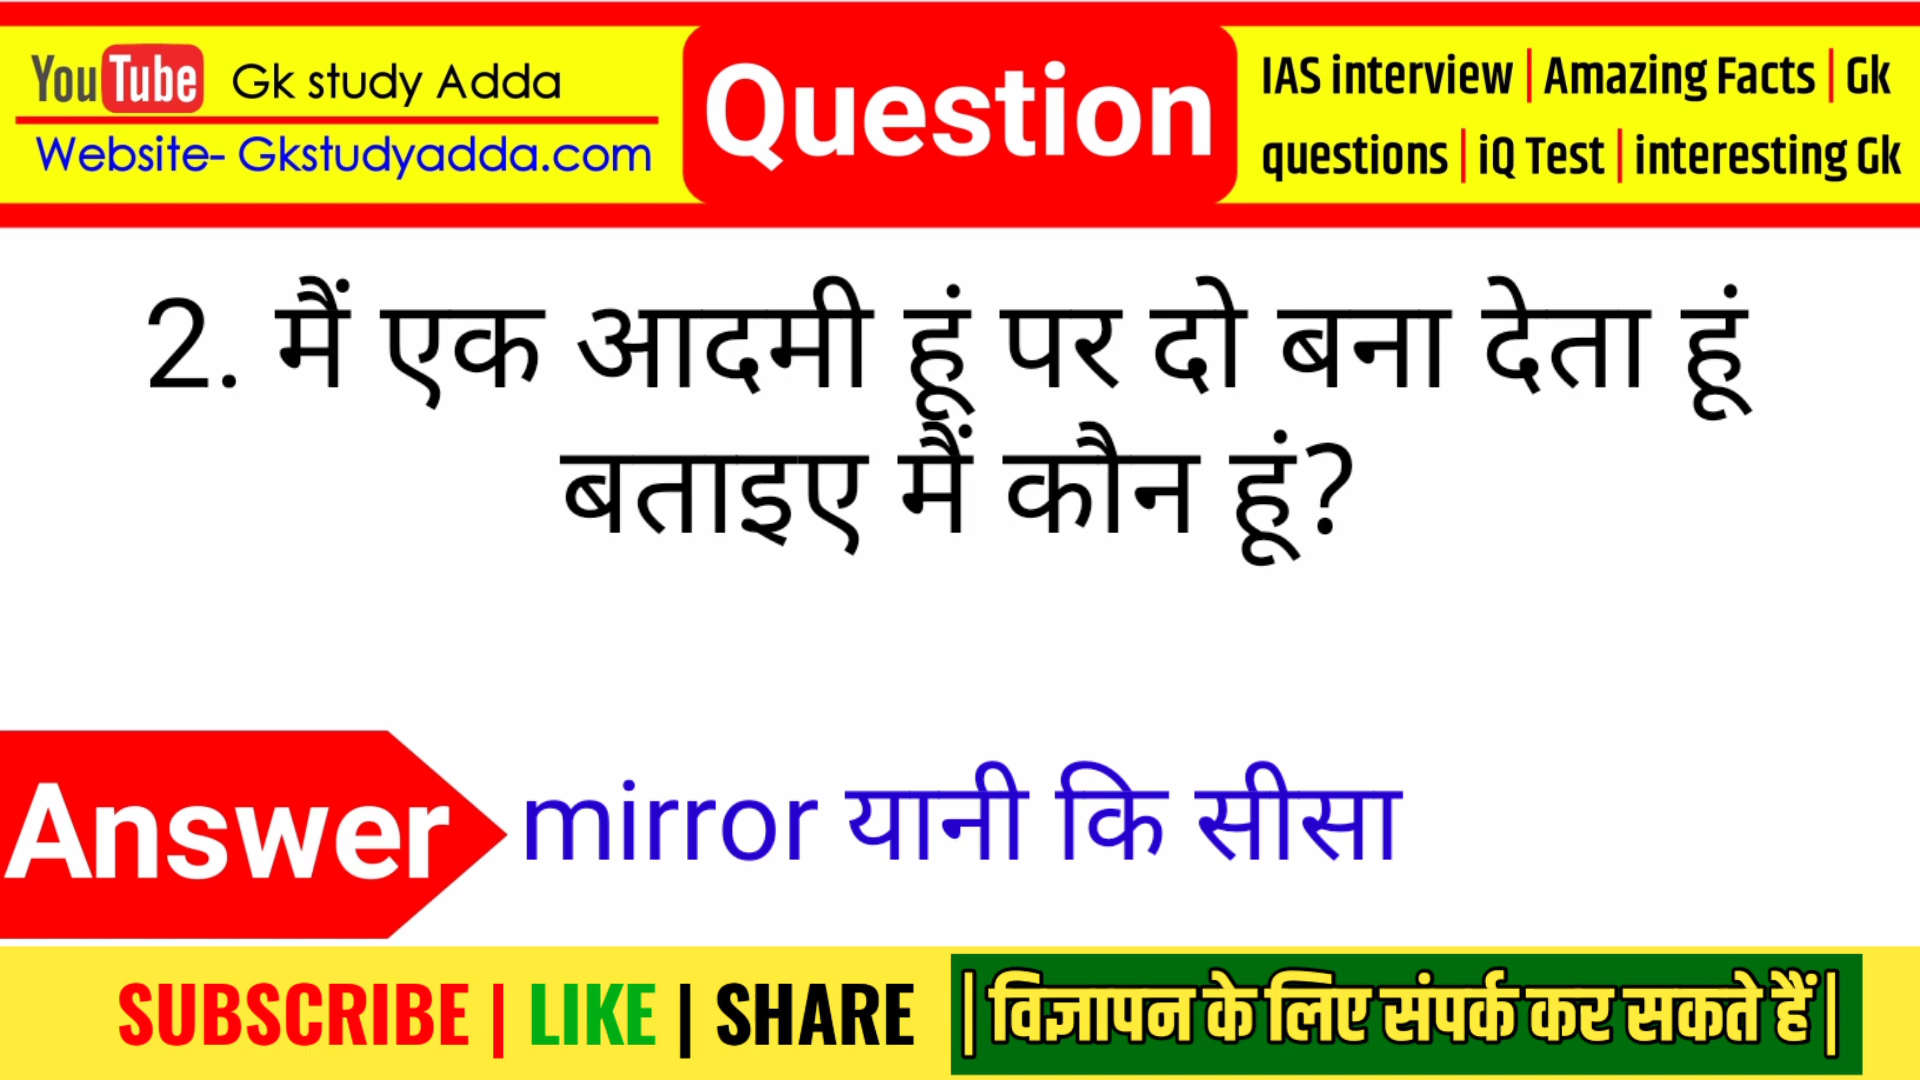 YouTube Gk study Adda
Website- Gkstudyadda.com
Question
IAS interview | Amazing Facts | Gk
questions | iQ Test | interesting Gk
2. मैं एक आदमी हूं पर दो बना देता हूं
बताइए मैं कौन हूं?
Answer
mirror यानी कि सीसा
SUBSCRIBE | LIKE | SHARE
| विज्ञापन के लिए संपर्क कर सकते हैं |